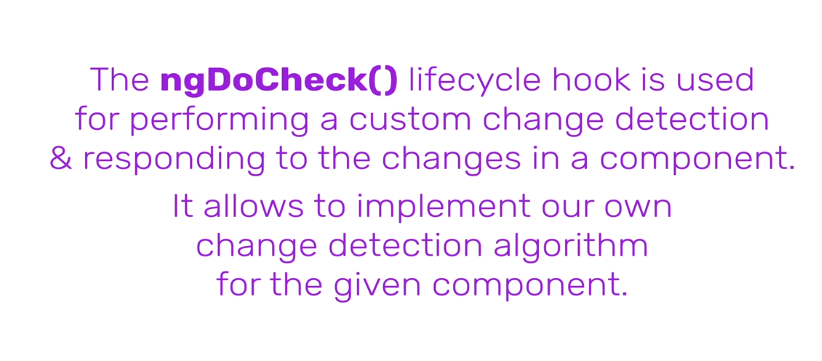 The ngDoCheck() lifecycle hook is used
for performing a custom change detection
& responding to the changes in a component.
It allows to implement our own
change detection algorithm
for the given component.